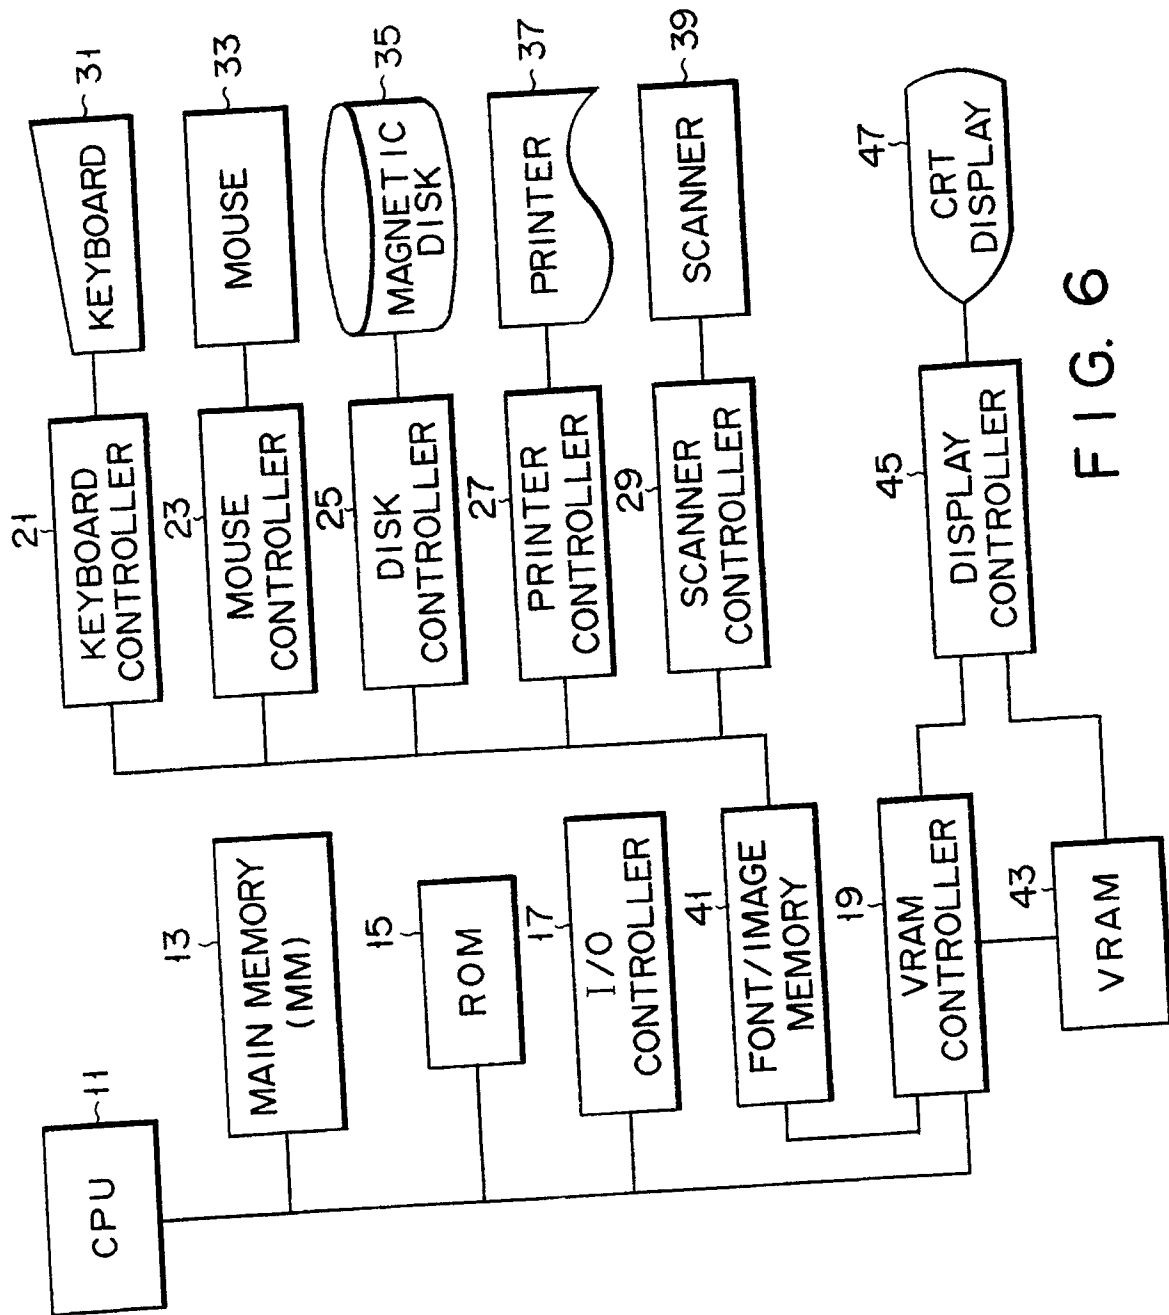 11
CPU
13
MAIN MEMORY
(MM)
15
ROM
17
I/O
CONTROLLER
41
FONT/IMAGE
MEMORY
19
VRAM
CONTROLLER
43
VRAM
21
KEYBOARD
CONTROLLER
23
MOUSE
CONTROLLER
25
DISK
CONTROLLER
27
PRINTER
CONTROLLER
29
SCANNER
CONTROLLER
45
DISPLAY
CONTROLLER
31
KEYBOARD
33
MOUSE
35
MAGNETIC
DISK
37
PRINTER
39
SCANNER
47
CRT
DISPLAY
FIG. 6